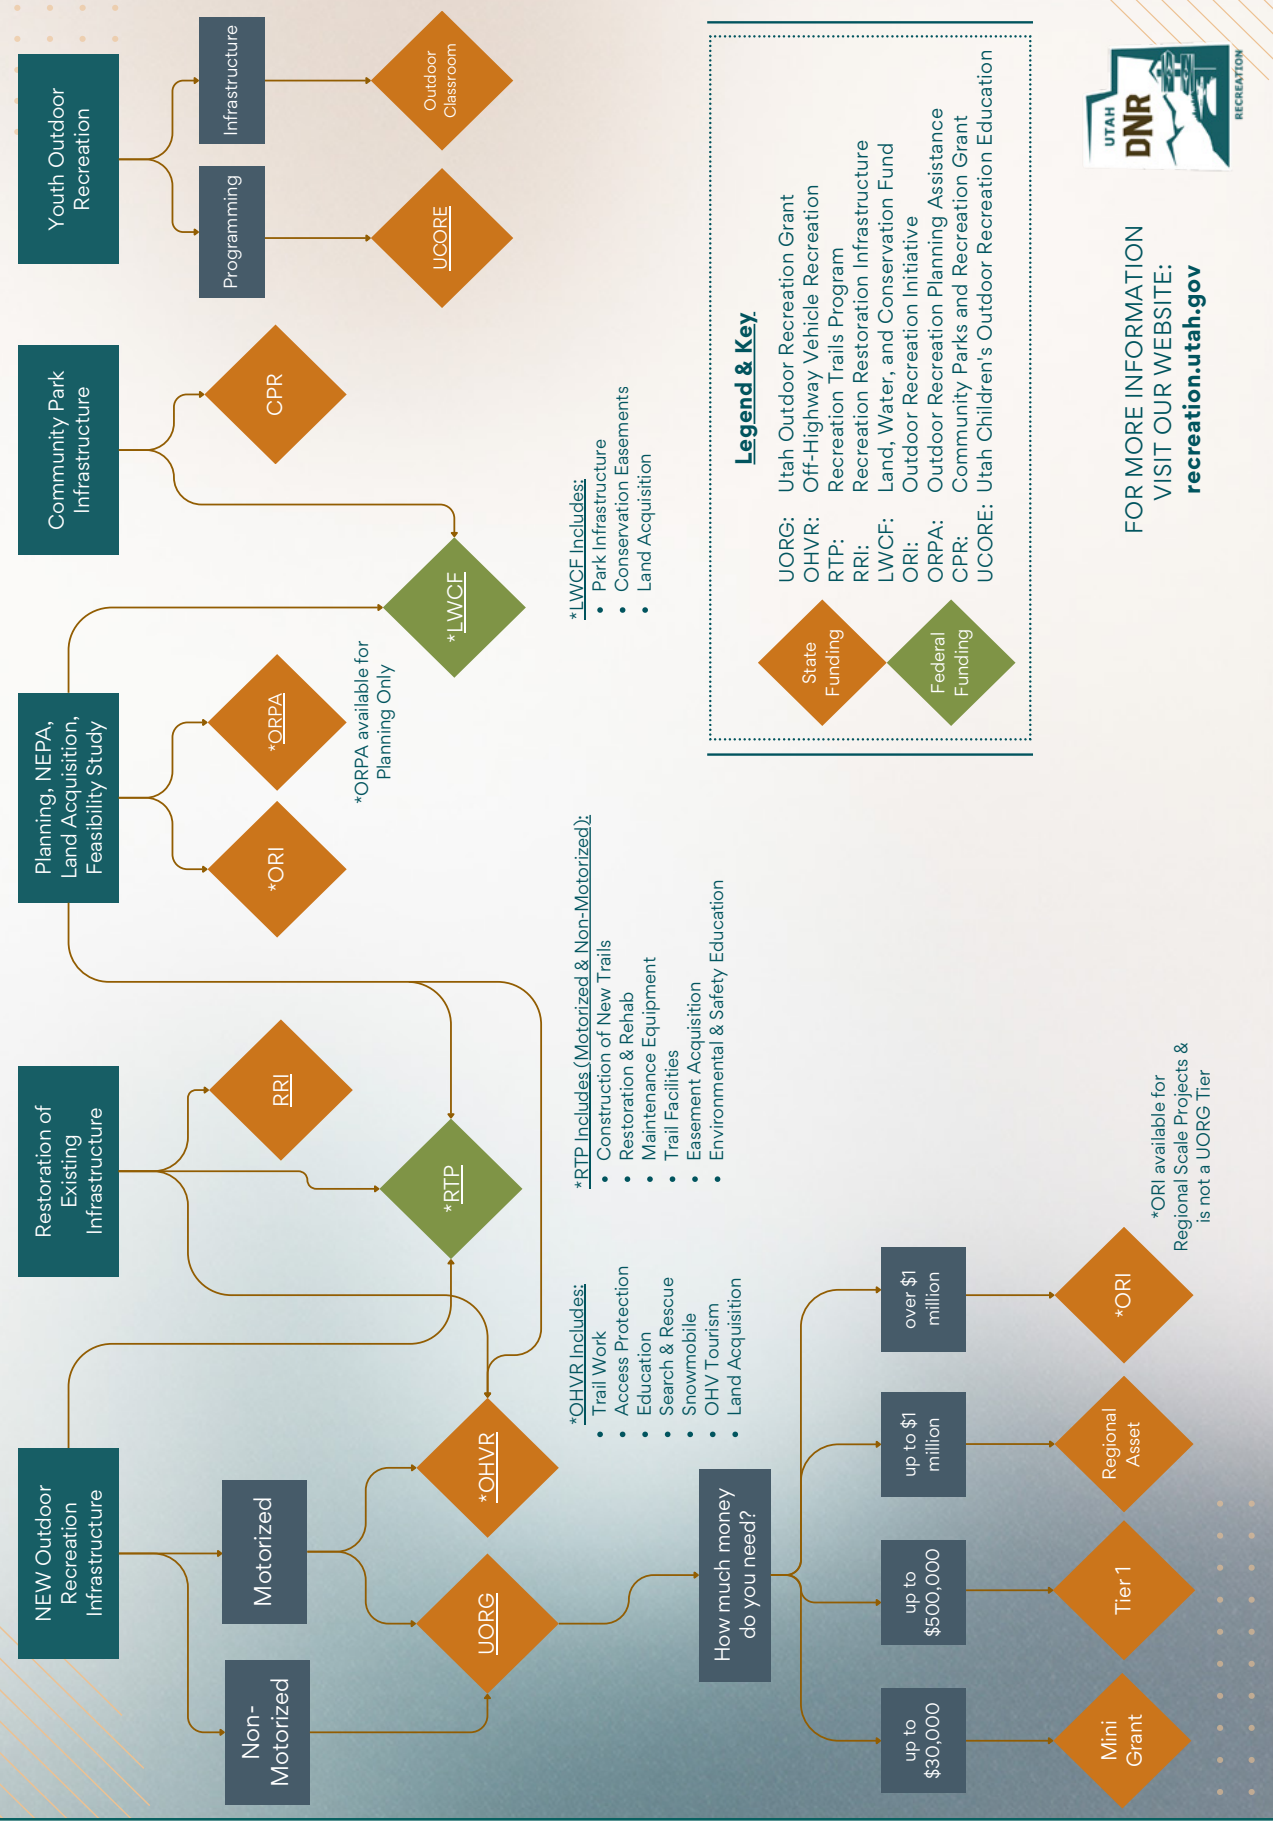 NEW Outdoor
Recreation
Infrastructure
Restoration of
Existing
Infrastructure
Planning, NEPA,
Land Acquisition,
Feasibility Study
Community Park
Infrastructure
Youth Outdoor
Recreation
Non-
Motorized
Motorized
RRI
*ORI
*ORPA
CPR
Programming
Infrastructure
*ORPA available for
Planning Only
UORG
*OHVR
*RTP
*LWCF
UCORE
Outdoor
Classroom
*OHVR Includes:
• Trail Work
• Access Protection
• Education
• Search & Rescue
• Snowmobile
• OHV Tourism
• Land Acquisition
*RTP Includes (Motorized & Non-Motorized):
• Construction of New Trails
• Restoration & Rehab
• Maintenance Equipment
• Trail Facilities
• Easement Acquisition
• Environmental & Safety Education
*LWCF Includes:
• Park Infrastructure
• Conservation Easements
• Land Acquisition
How much money
do you need?
up to
$30,000
up to
$500,000
up to $1
million
over $1
million
Mini
Grant
Tier 1
Regional
Asset
*ORI
*ORI available for
Regional Scale Projects &
is not a UORG Tier
Legend & Key
State
Funding
Federal
Funding
UORG: Utah Outdoor Recreation Grant
OHVR: Off-Highway Vehicle Recreation
RTP: Recreation Trails Program
RRI: Recreation Restoration Infrastructure
LWCF: Land, Water, and Conservation Fund
ORI: Outdoor Recreation Initiative
ORPA: Outdoor Recreation Planning Assistance
CPR: Community Parks and Recreation Grant
UCORE: Utah Children's Outdoor Recreation Education
FOR MORE INFORMATION
VISIT OUR WEBSITE:
recreation.utah.gov
UTAH
DNR
RECREATION